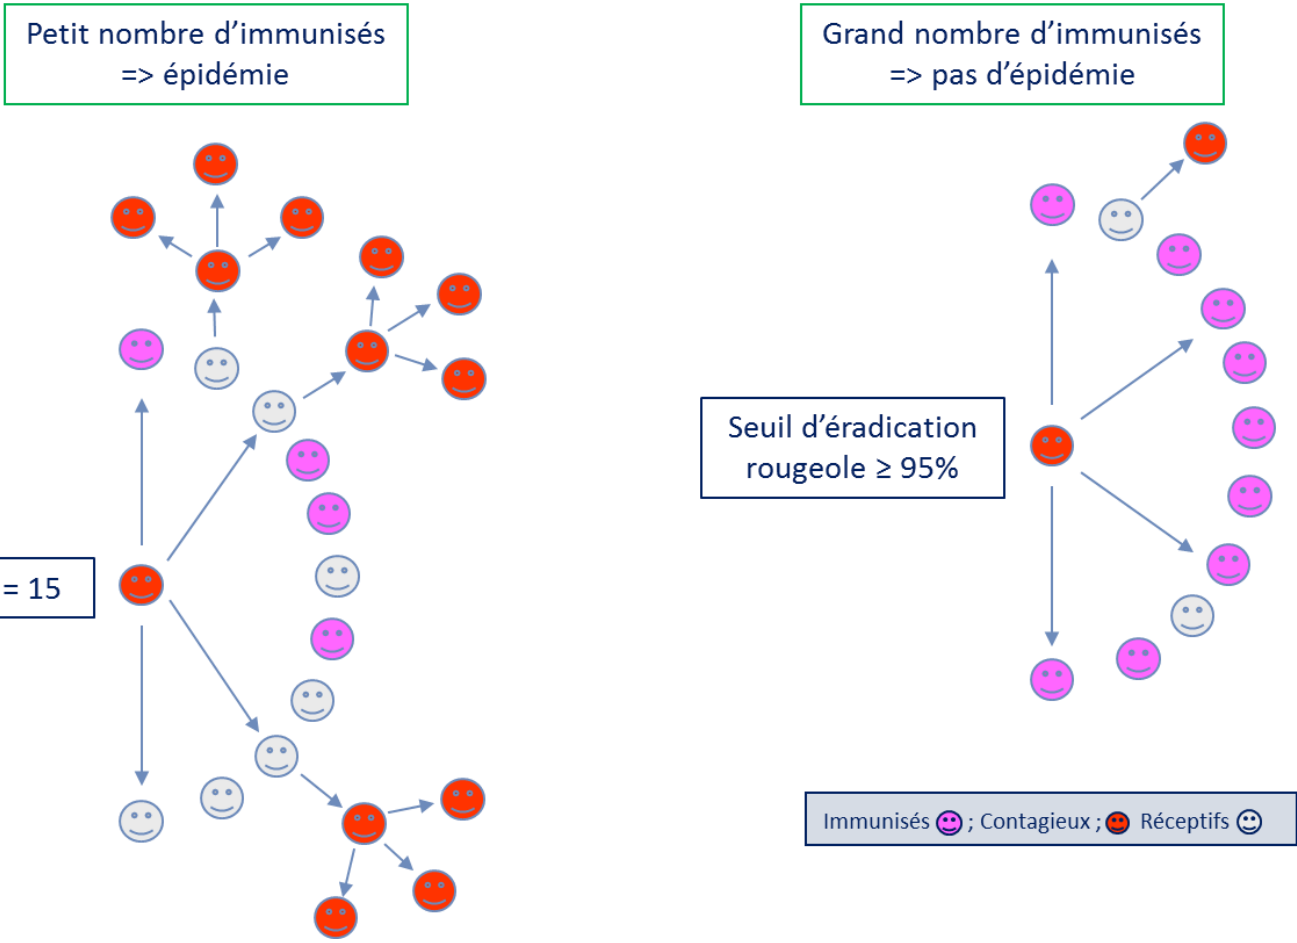 Petit nombre d’immunisés
=> épidémie
Grand nombre d’immunisés
=> pas d’épidémie
Seuil d’éradication
rougeole ≥ 95%
= 15
Immunisés ; Contagieux ; Réceptifs